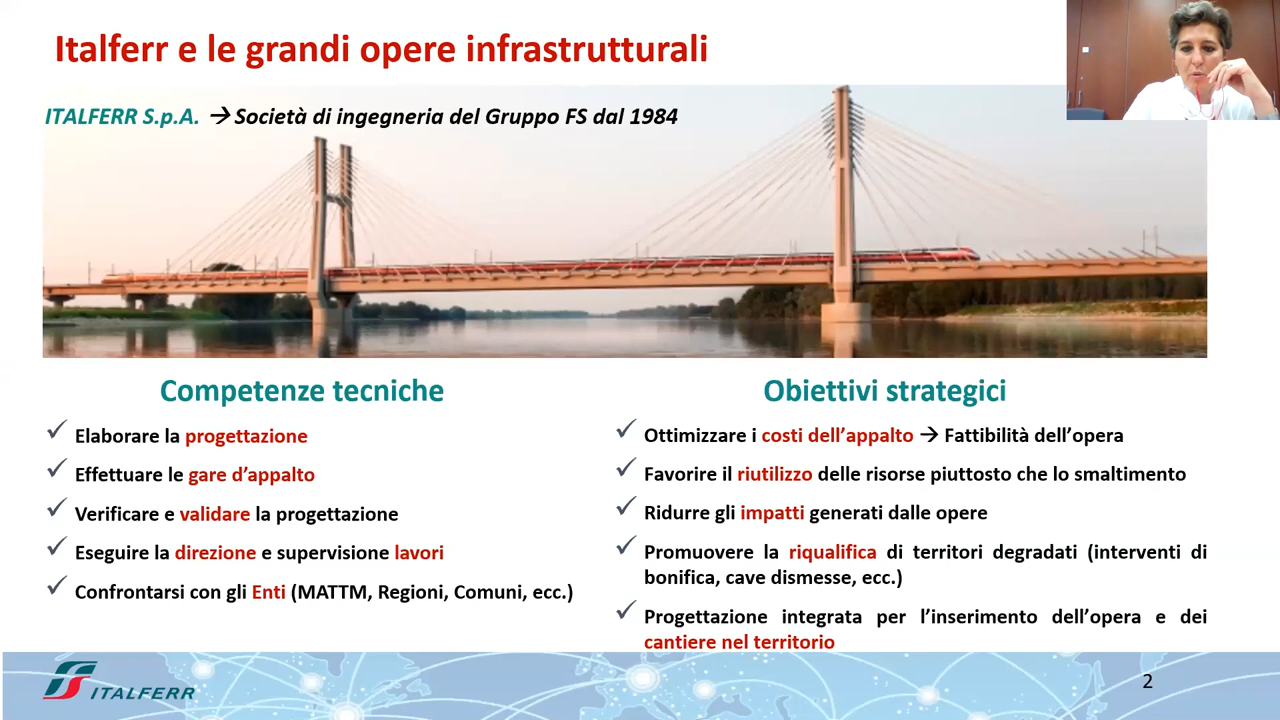 Italferr e le grandi opere infrastrutturali
ITALFERR S.p.A. → Società di ingegneria del Gruppo FS dal 1984
Competenze tecniche
✓ Elaborare la progettazione
✓ Effettuare le gare d’appalto
✓ Verificare e validare la progettazione
✓ Eseguire la direzione e supervisione lavori
✓ Confrontarsi con gli Enti (MATTM, Regioni, Comuni, ecc.)
Obiettivi strategici
✓ Ottimizzare i costi dell’appalto → Fattibilità dell’opera
✓ Favorire il riutilizzo delle risorse piuttosto che lo smaltimento
✓ Ridurre gli impatti generati dalle opere
✓ Promuovere la riqualifica di territori degradati (interventi di
bonifica, cave dismesse, ecc.)
✓ Progettazione integrata per l’inserimento dell’opera e dei
cantiere nel territorio
ITALFERR
2